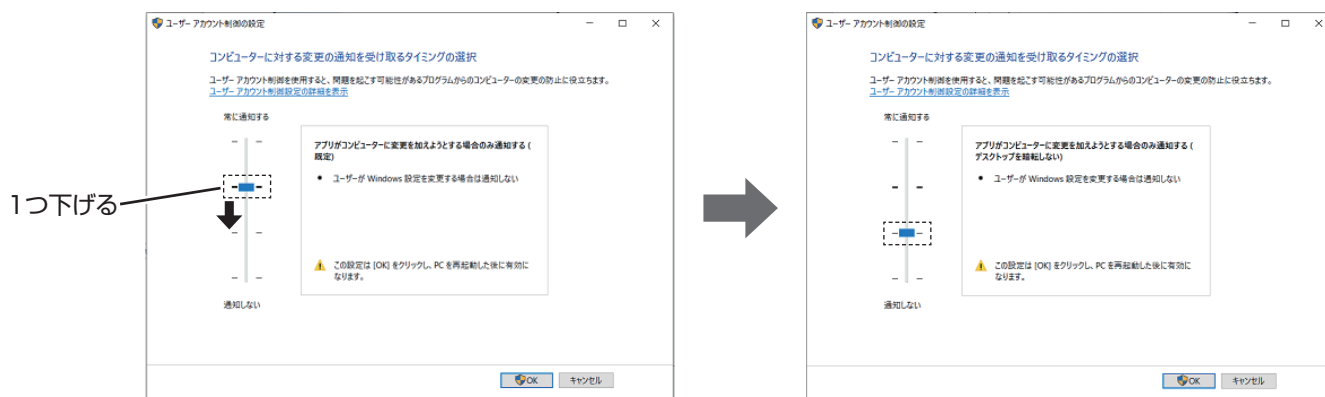 ユーザー アカウント制御の設定
コンピューターに対する変更の通知を受け取るタイミングの選択
ユーザー アカウント制御を使用すると、問題を起こす可能性があるプログラムからのコンピューターの変更の防止に役立ちます。
ユーザー アカウント制御設定の詳細を表示
常に通知する
アプリがコンピューターに変更を加えようとする場合のみ通知する (
既定)
• ユーザーが Windows 設定を変更する場合は通知しない
1つ下げる
この設定は [OK] をクリックし、PC を再起動した後に有効に
なります。
通知しない
OK キャンセル
ユーザー アカウント制御の設定
コンピューターに対する変更の通知を受け取るタイミングの選択
ユーザー アカウント制御を使用すると、問題を起こす可能性があるプログラムからのコンピューターの変更の防止に役立ちます。
ユーザー アカウント制御設定の詳細を表示
常に通知する
アプリがコンピューターに変更を加えようとする場合のみ通知する (
デスクトップを暗転しない)
• ユーザーが Windows 設定を変更する場合は通知しない
この設定は [OK] をクリックし、PC を再起動した後に有効に
なります。
通知しない
OK キャンセル